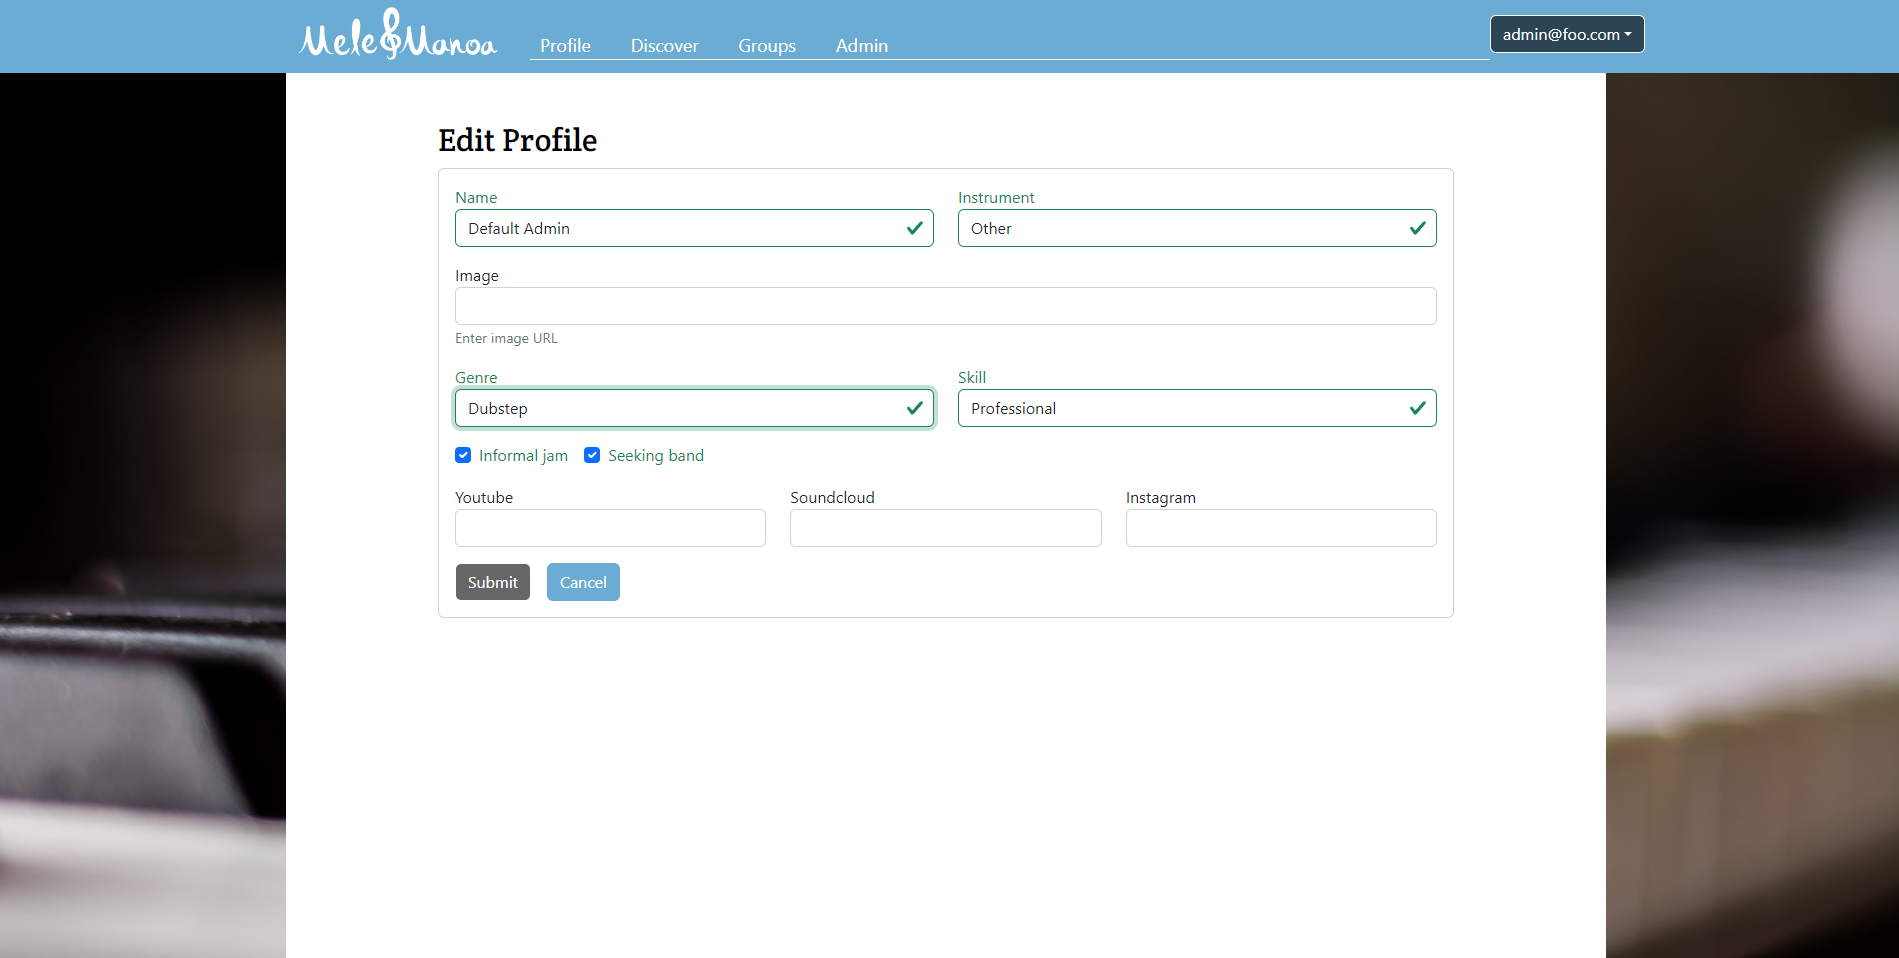 Mele&Manoa Profile Discover Groups Admin admin@foo.com
Edit Profile
Name Instrument
Default Admin Other
Image
Enter image URL
Genre Skill
Dubstep Professional
Informal jam Seeking band
Youtube Soundcloud Instagram
Submit Cancel